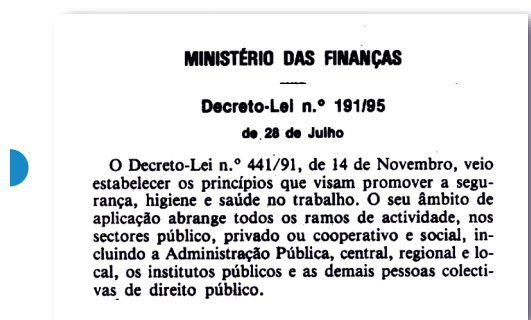 MINISTÉRIO DAS FINANÇAS
Decreto-Lei n.º 191/95
de 28 de Julho
O Decreto-Lei n.º 441/91, de 14 de Novembro, veio
estabelecer os princípios que visam promover a segu-
rança, higiene e saúde no trabalho. O seu âmbito de
aplicação abrange todos os ramos de actividade, nos
sectores público, privado ou cooperativo e social, in-
cluindo a Administração Pública, central, regional e lo-
cal, os institutos públicos e as demais pessoas colecti-
vas de direito público.